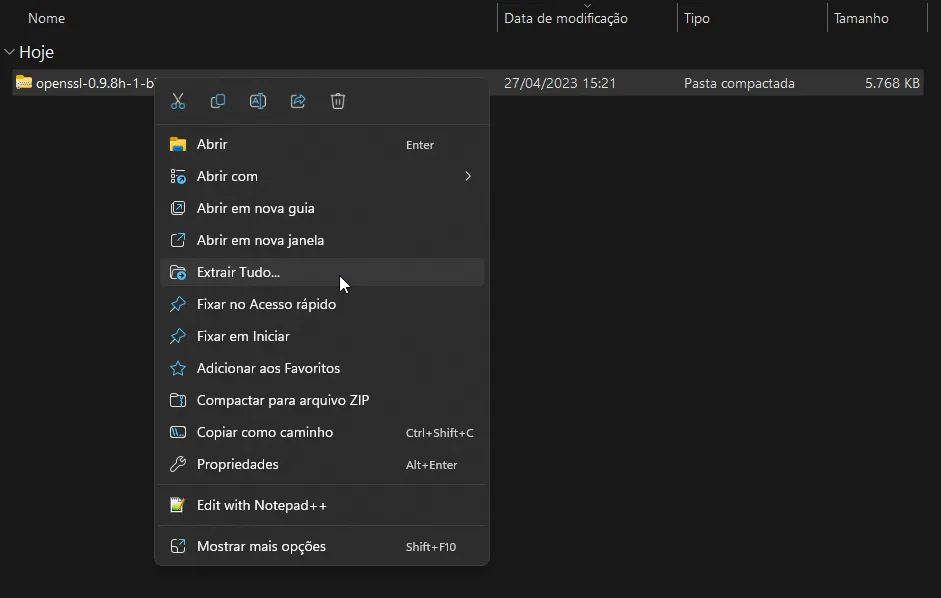 Nome Data de modificação Tipo Tamanho
Hoje
openssl-0.9.8h-1-b 27/04/2023 15:21 Pasta compactada 5.768 KB
Abrir Enter
Abrir com
Abrir em nova guia
Abrir em nova janela
Extrair Tudo...
Fixar no Acesso rápido
Fixar em Iniciar
Adicionar aos Favoritos
Compactar para arquivo ZIP
Copiar como caminho Ctrl+Shift+C
Propriedades Alt+Enter
Edit with Notepad++
Mostrar mais opções Shift+F10